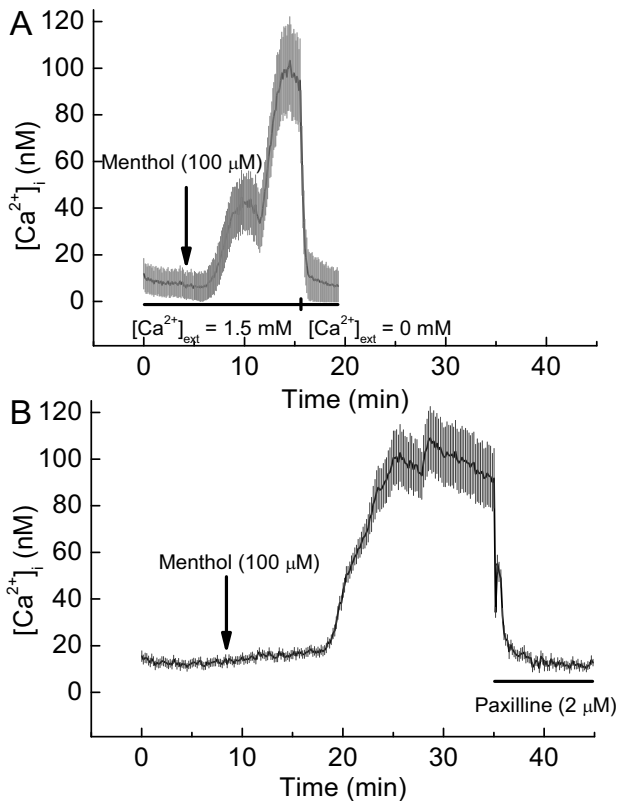 A
120
100
80
60
40
20
0
[Ca²⁺]ᵢ (nM)
Menthol (100 μM)
[Ca²⁺]ₑₓₜ = 1.5 mM
[Ca²⁺]ₑₓₜ = 0 mM
0 10 20 30 40
Time (min)
B
120
100
80
60
40
20
0
[Ca²⁺]ᵢ (nM)
Menthol (100 μM)
Paxilline (2 μM)
0 10 20 30 40
Time (min)